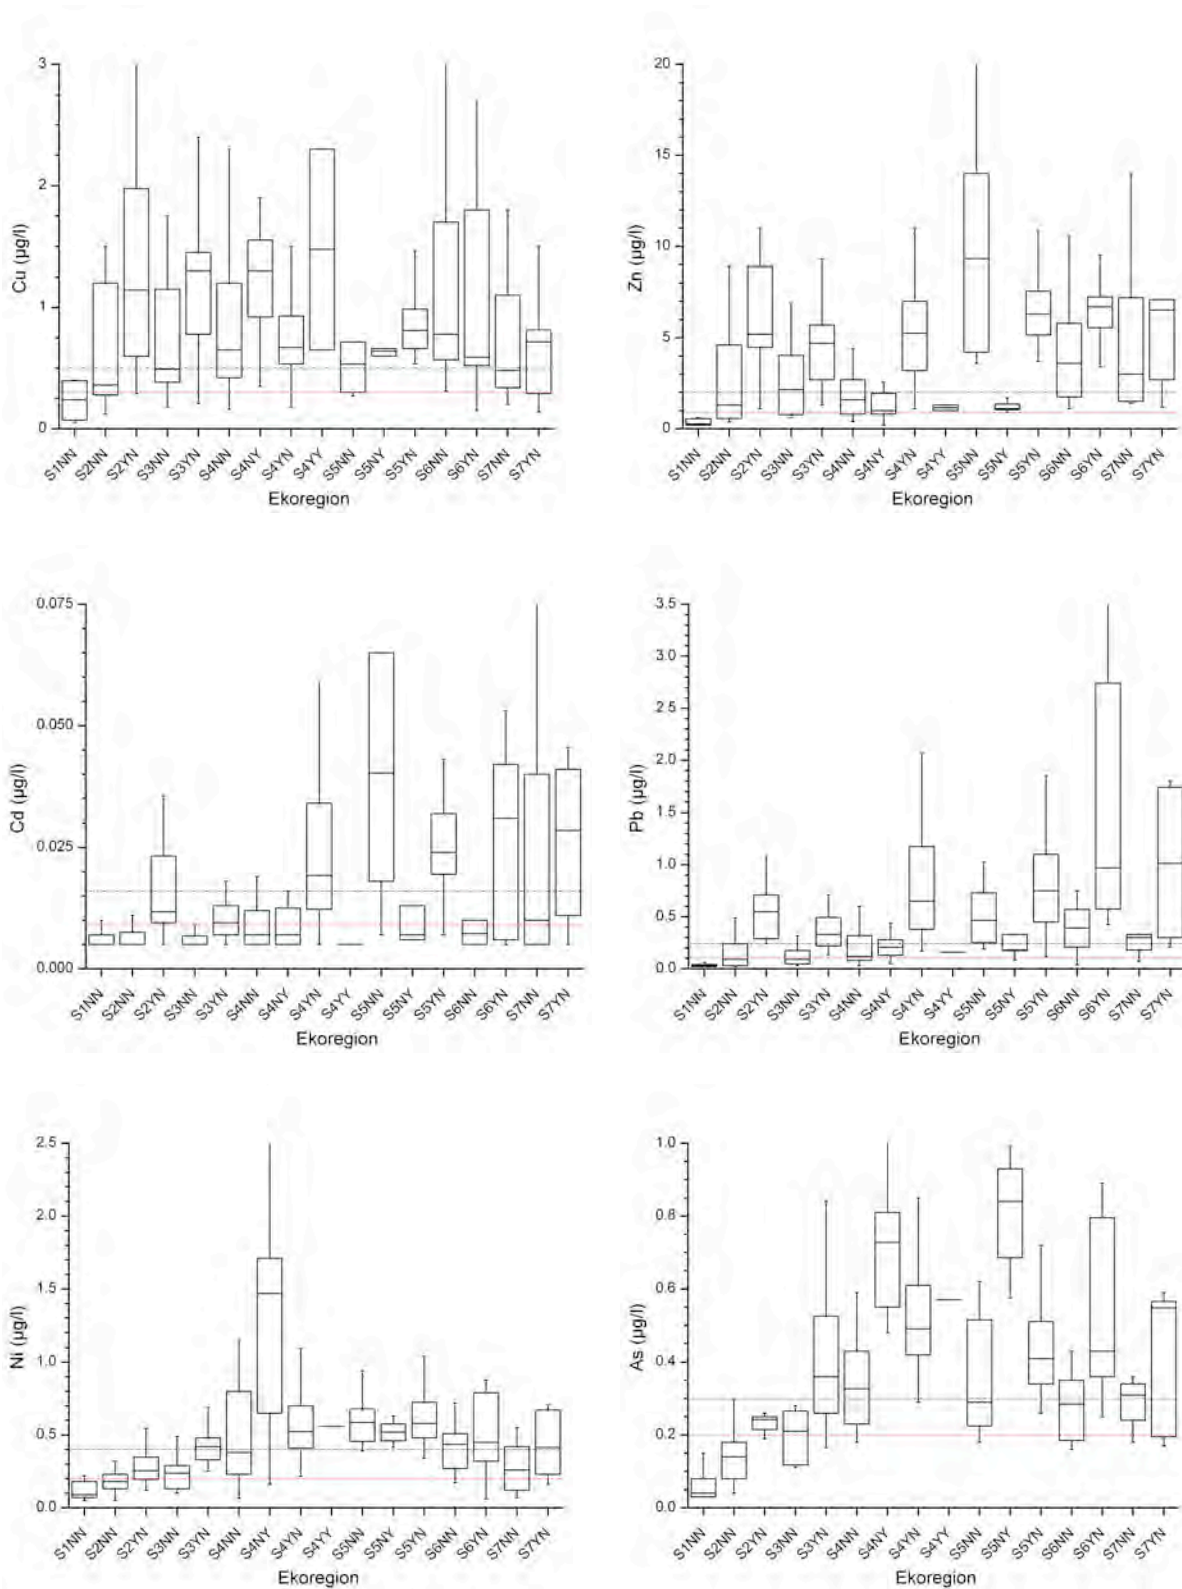 3
2
1
0
Cu (µg/l)
S1NN
S2NN
S2YN
S3NN
S3YN
S4NN
S4NY
S4YN
S4YY
S5NN
S5NY
S5YN
S6NN
S6YN
S7NN
S7YN
Ekoregion
20
15
10
5
0
Zn (µg/l)
S1NN
S2NN
S2YN
S3NN
S3YN
S4NN
S4NY
S4YN
S4YY
S5NN
S5NY
S5YN
S6NN
S6YN
S7NN
S7YN
Ekoregion
0.075
0.050
0.025
0.000
Cd (µg/l)
S1NN
S2NN
S2YN
S3NN
S3YN
S4NN
S4NY
S4YN
S4YY
S5NN
S5NY
S5YN
S6NN
S6YN
S7NN
S7YN
Ekoregion
3.5
3.0
2.5
2.0
1.5
1.0
0.5
0.0
Pb (µg/l)
S1NN
S2NN
S2YN
S3NN
S3YN
S4NN
S4NY
S4YN
S4YY
S5NN
S5NY
S5YN
S6NN
S6YN
S7NN
S7YN
Ekoregion
2.5
2.0
1.5
1.0
0.5
0.0
Ni (µg/l)
S1NN
S2NN
S2YN
S3NN
S3YN
S4NN
S4NY
S4YN
S4YY
S5NN
S5NY
S5YN
S6NN
S6YN
S7NN
S7YN
Ekoregion
1.0
0.8
0.6
0.4
0.2
0.0
As (µg/l)
S1NN
S2NN
S2YN
S3NN
S3YN
S4NN
S4NY
S4YN
S4YY
S5NN
S5NY
S5YN
S6NN
S6YN
S7NN
S7YN
Ekoregion